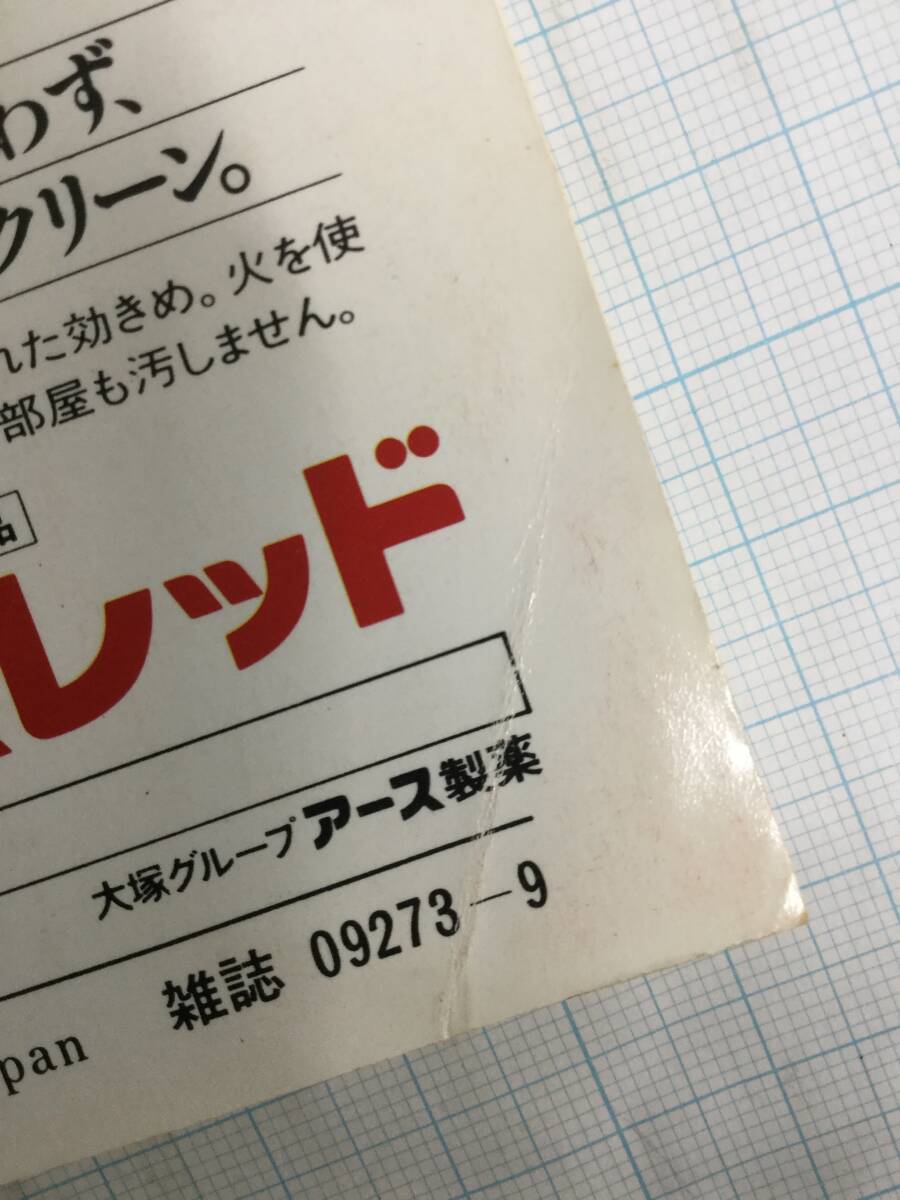 わず、
クリーン。
れた効きめ。火を使
部屋も汚しません。
品
レッド
大塚グループ アース製薬
雑誌 09273-9
pan